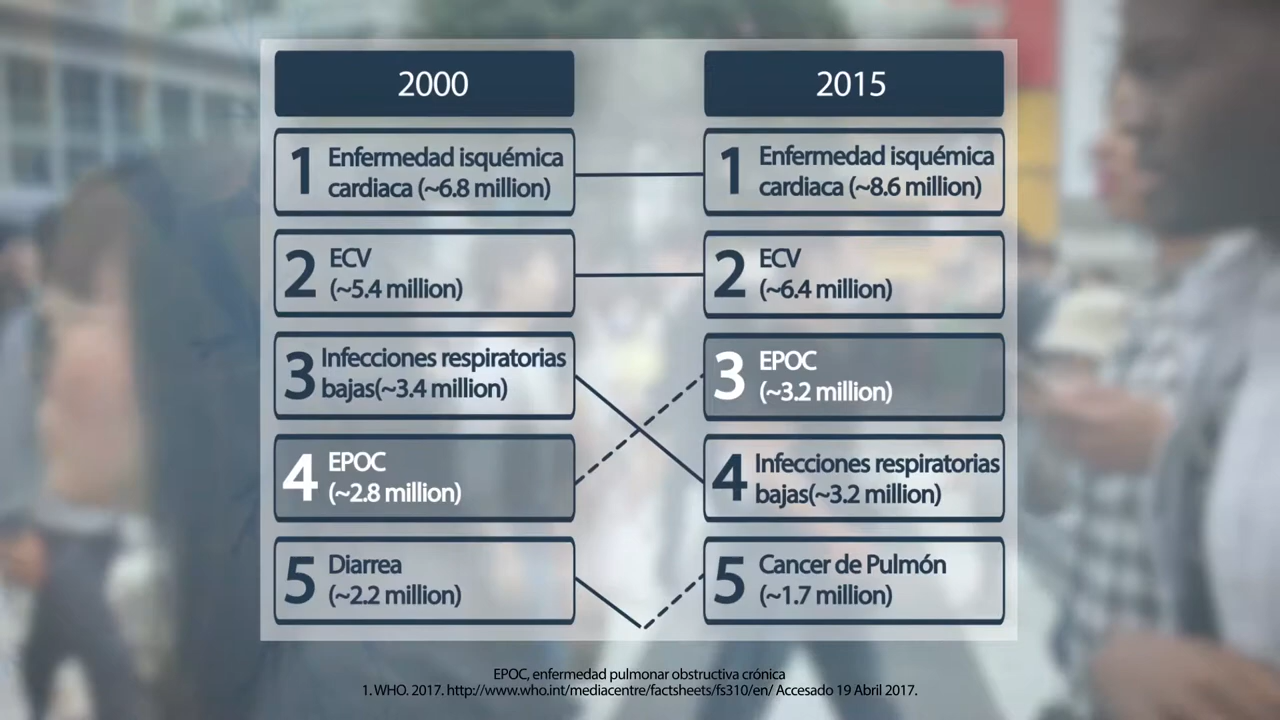 2000
1 Enfermedad isquémica
cardiaca (~6.8 million)
2 ECV
(~5.4 million)
3 Infecciones respiratorias
bajas(~3.4 million)
4 EPOC
(~2.8 million)
5 Diarrea
(~2.2 million)
2015
1 Enfermedad isquémica
cardiaca (~8.6 million)
2 ECV
(~6.4 million)
3 EPOC
(~3.2 million)
4 Infecciones respiratorias
bajas(~3.2 million)
5 Cancer de Pulmón
(~1.7 million)
EPOC, enfermedad pulmonar obstructiva crónica
1. WHO. 2017. http://www.who.int/mediacentre/factsheets/fs310/en/ Accesado 19 Abril 2017.